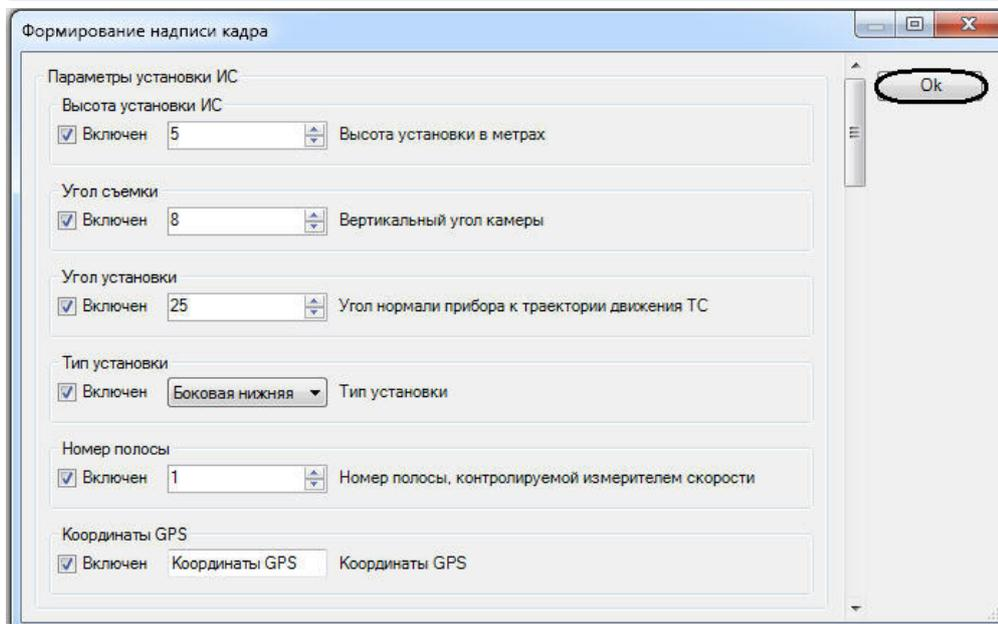 Формирование надписи кадра
Параметры установки ИС
Высота установки ИС
Включен 5 Высота установки в метрах
Угол съемки
Включен 8 Вертикальный угол камеры
Угол установки
Включен 25 Угол нормали прибора к траектории движения ТС
Тип установки
Включен Боковая нижняя Тип установки
Номер полосы
Включен 1 Номер полосы, контролируемой измерителем скорости
Координаты GPS
Включен Координаты GPS Координаты GPS
Ok